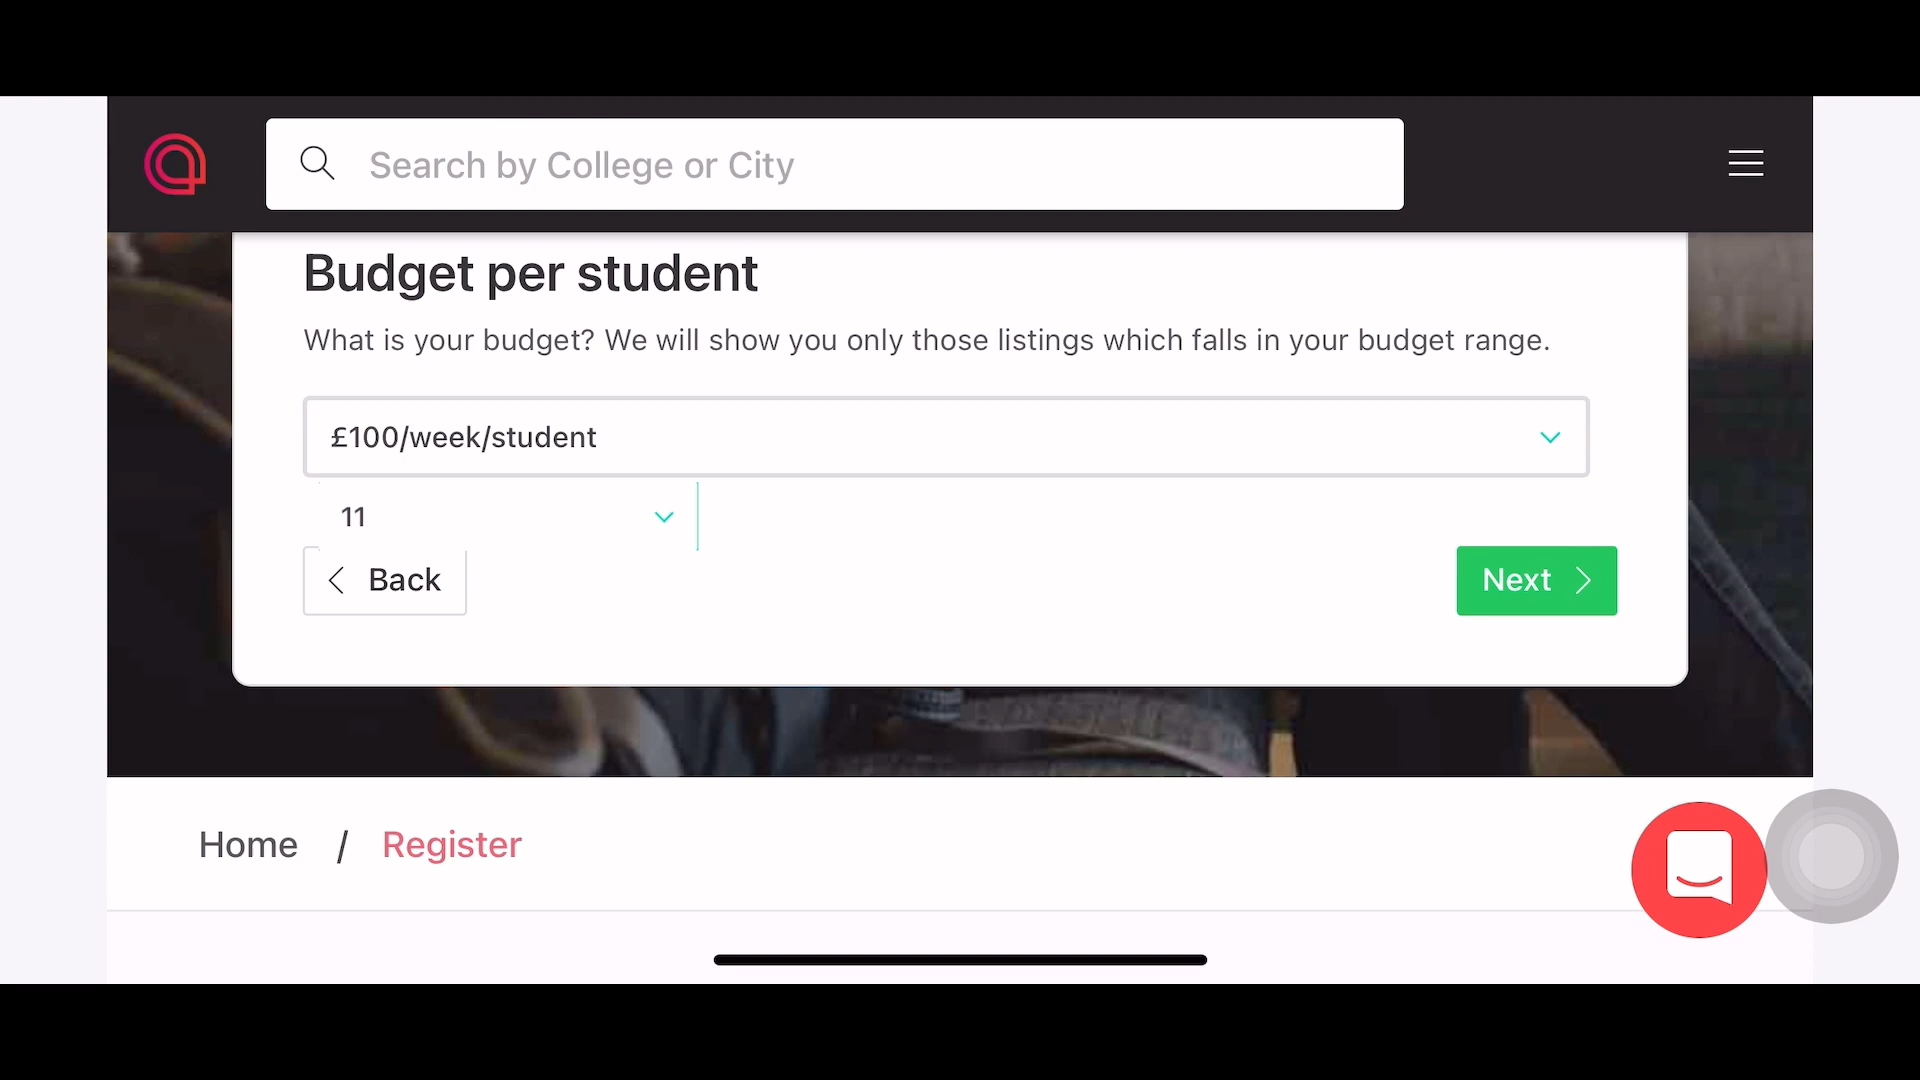 Search by College or City
Budget per student
What is your budget? We will show you only those listings which falls in your budget range.
£100/week/student
11
Back
Next
Home / Register